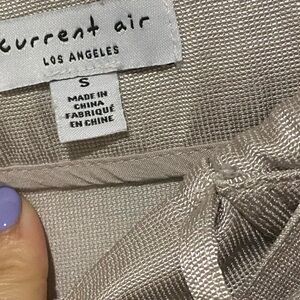 current air
LOS ANGELES
S
MADE IN
CHINA
FABRIQUÉ
EN CHINE